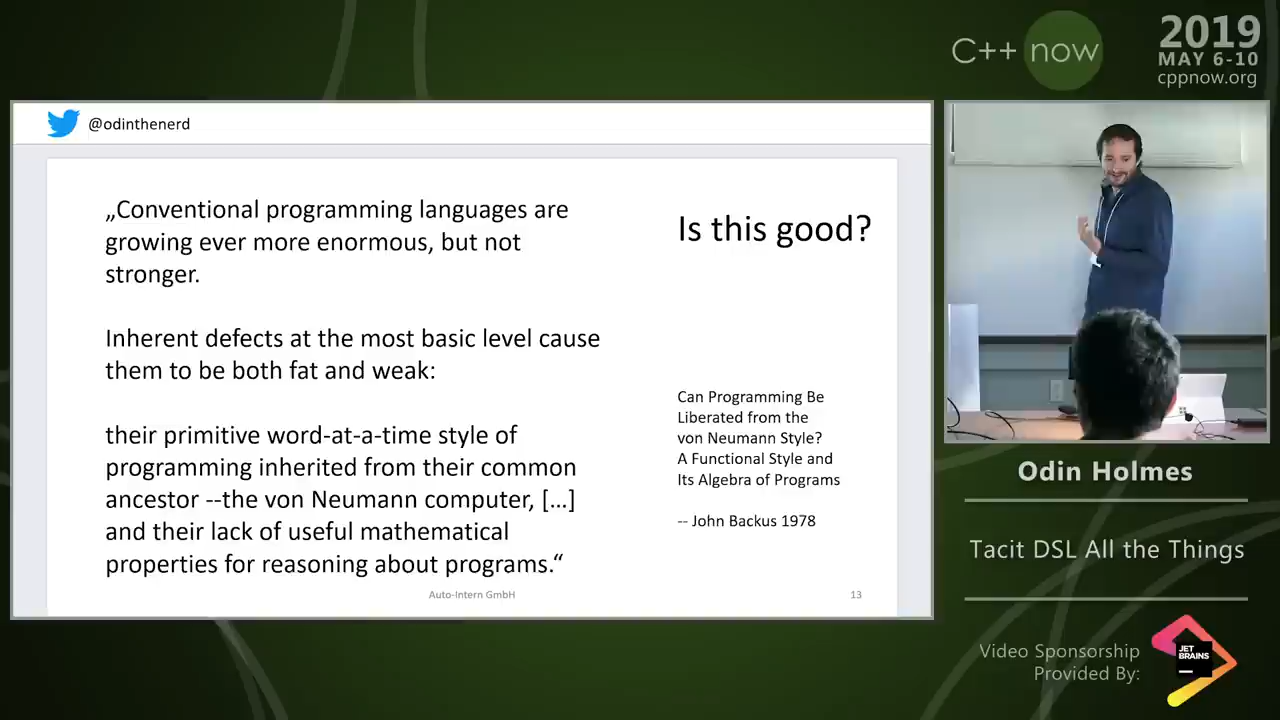 C++ now
2019
MAY 6-10
cppnow.org
@odinthenerd
„Conventional programming languages are
growing ever more enormous, but not
stronger.
Inherent defects at the most basic level cause
them to be both fat and weak:
their primitive word-at-a-time style of
programming inherited from their common
ancestor --the von Neumann computer, […]
and their lack of useful mathematical
properties for reasoning about programs.“
Is this good?
Can Programming Be
Liberated from the
von Neumann Style?
A Functional Style and
Its Algebra of Programs
-- John Backus 1978
Auto-Intern GmbH
13
Odin Holmes
Tacit DSL All the Things
Video Sponsorship
Provided By:
JET
BRAINS